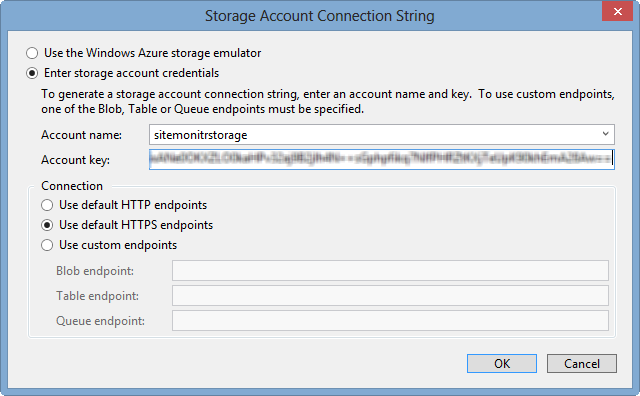 Storage Account Connection String
Use the Windows Azure storage emulator
Enter storage account credentials
To generate a storage account connection string, enter an account name and key.  To use custom endpoints,
one of the Blob, Table or Queue endpoints must be specified.
Account name: sitemonitrstorage
Account key:
Connection
Use default HTTP endpoints
Use default HTTPS endpoints
Use custom endpoints
Blob endpoint:
Table endpoint:
Queue endpoint:
OK Cancel